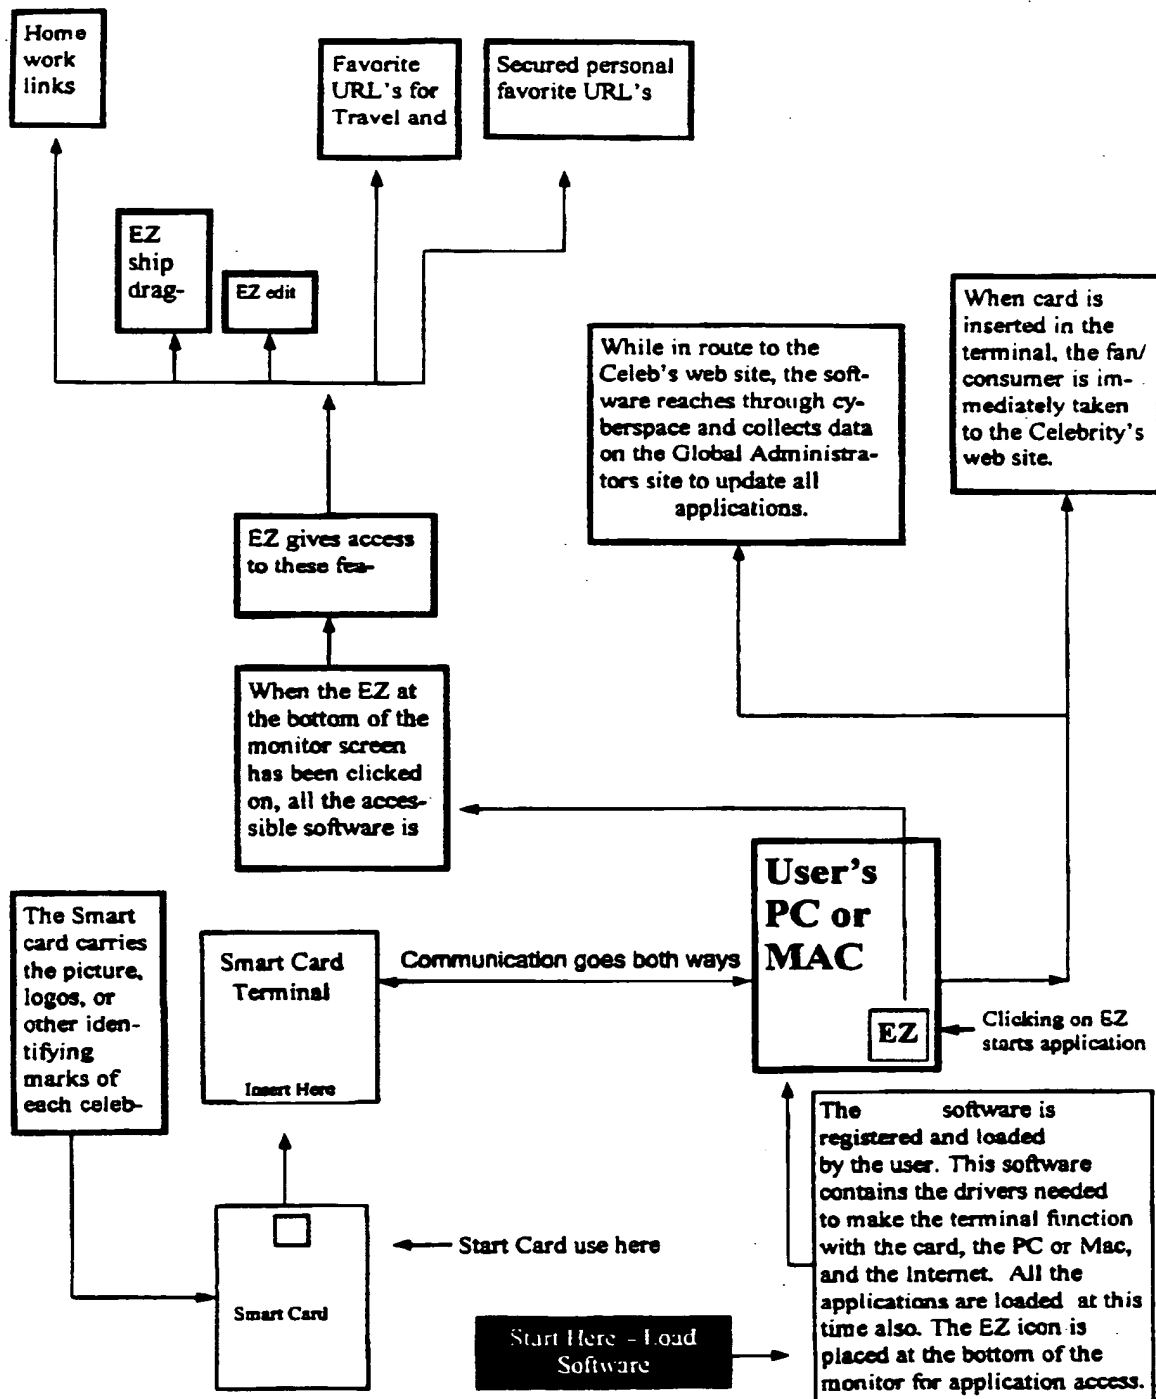 Home
work
links
Favorite
URL's for
Travel and
Secured personal
favorite URL's
EZ
ship
drag-
EZ edit
While in route to the
Celeb's web site, the soft-
ware reaches through cy-
berspace and collects data
on the Global Administra-
tors site to update all
applications.
When card is
inserted in the
terminal, the fan/
consumer is im-
mediately taken
to the Celebrity's
web site.
EZ gives access
to these fea-
When the EZ at
the bottom of the
monitor screen
has been clicked
on, all the acces-
sible software is
The Smart
card carries
the picture,
logos, or
other iden-
tifying
marks of
each celeb-
Smart Card
Terminal
Insert Here
Communication goes both ways
User's
PC or
MAC
EZ
Clicking on EZ
starts application
The software is
registered and loaded
by the user. This software
contains the drivers needed
to make the terminal function
with the card, the PC or Mac,
and the Internet. All the
applications are loaded at this
time also. The EZ icon is
placed at the bottom of the
monitor for application access.
Start Card use here
Smart Card
Start Here - Load
Software